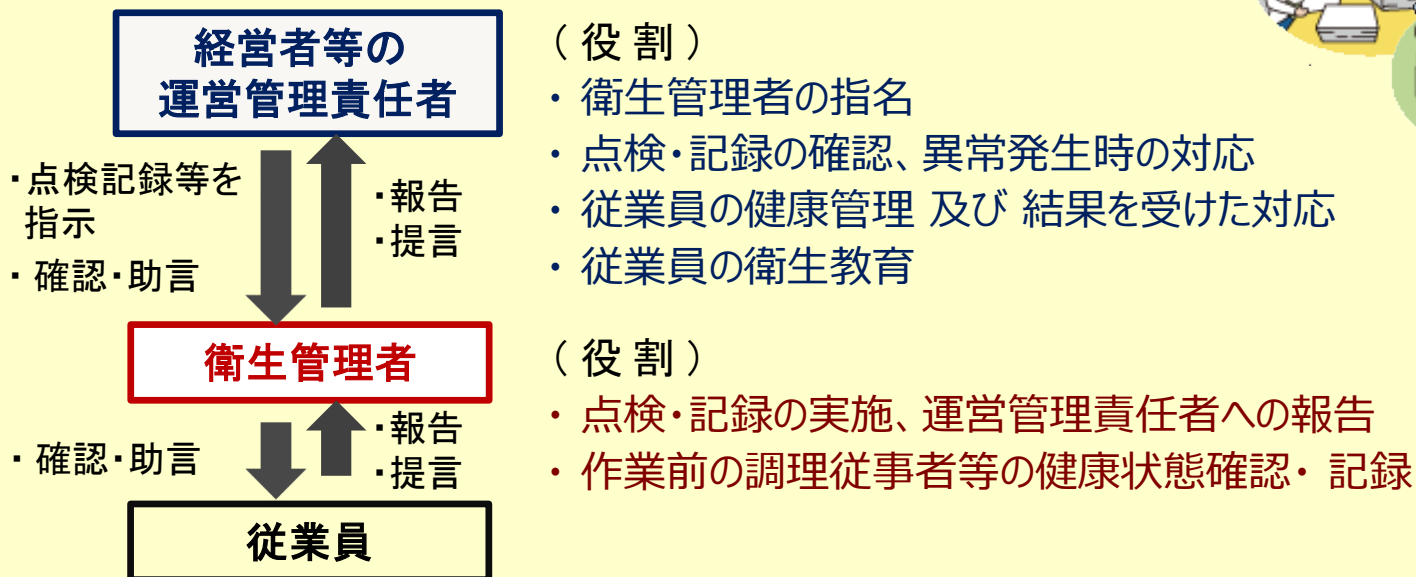 経営者等の
運営管理責任者
（ 役 割 ）
・ 衛生管理者の指名
・ 点検・記録の確認、異常発生時の対応
・ 従業員の健康管理 及び 結果を受けた対応
・ 従業員の衛生教育
・点検記録等を
指示
・ 確認・助言
・報告
・提言
衛生管理者
（ 役 割 ）
・ 点検・記録の実施、運営管理責任者への報告
・ 作業前の調理従事者等の健康状態確認・ 記録
・ 確認・助言
・報告
・提言
従業員